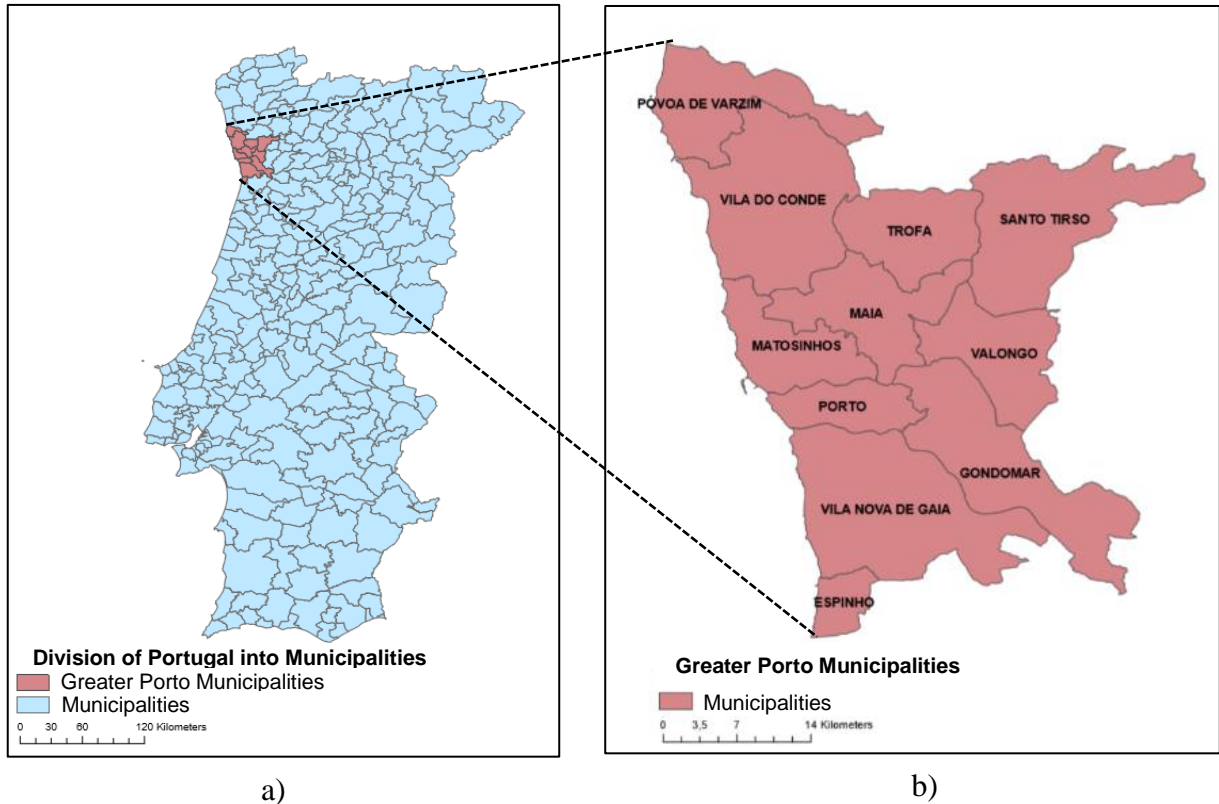 Division of Portugal into Municipalities
Greater Porto Municipalities
Municipalities
0 30 60 120 Kilometers
a)
PÓVOA DE VARZIM
VILA DO CONDE
TROFA
SANTO TIRSO
MAIA
MATOSINHOS
VALONGO
PORTO
GONDOMAR
VILA NOVA DE GAIA
ESPINHO
Greater Porto Municipalities
Municipalities
0 3,5 7 14 Kilometers
b)